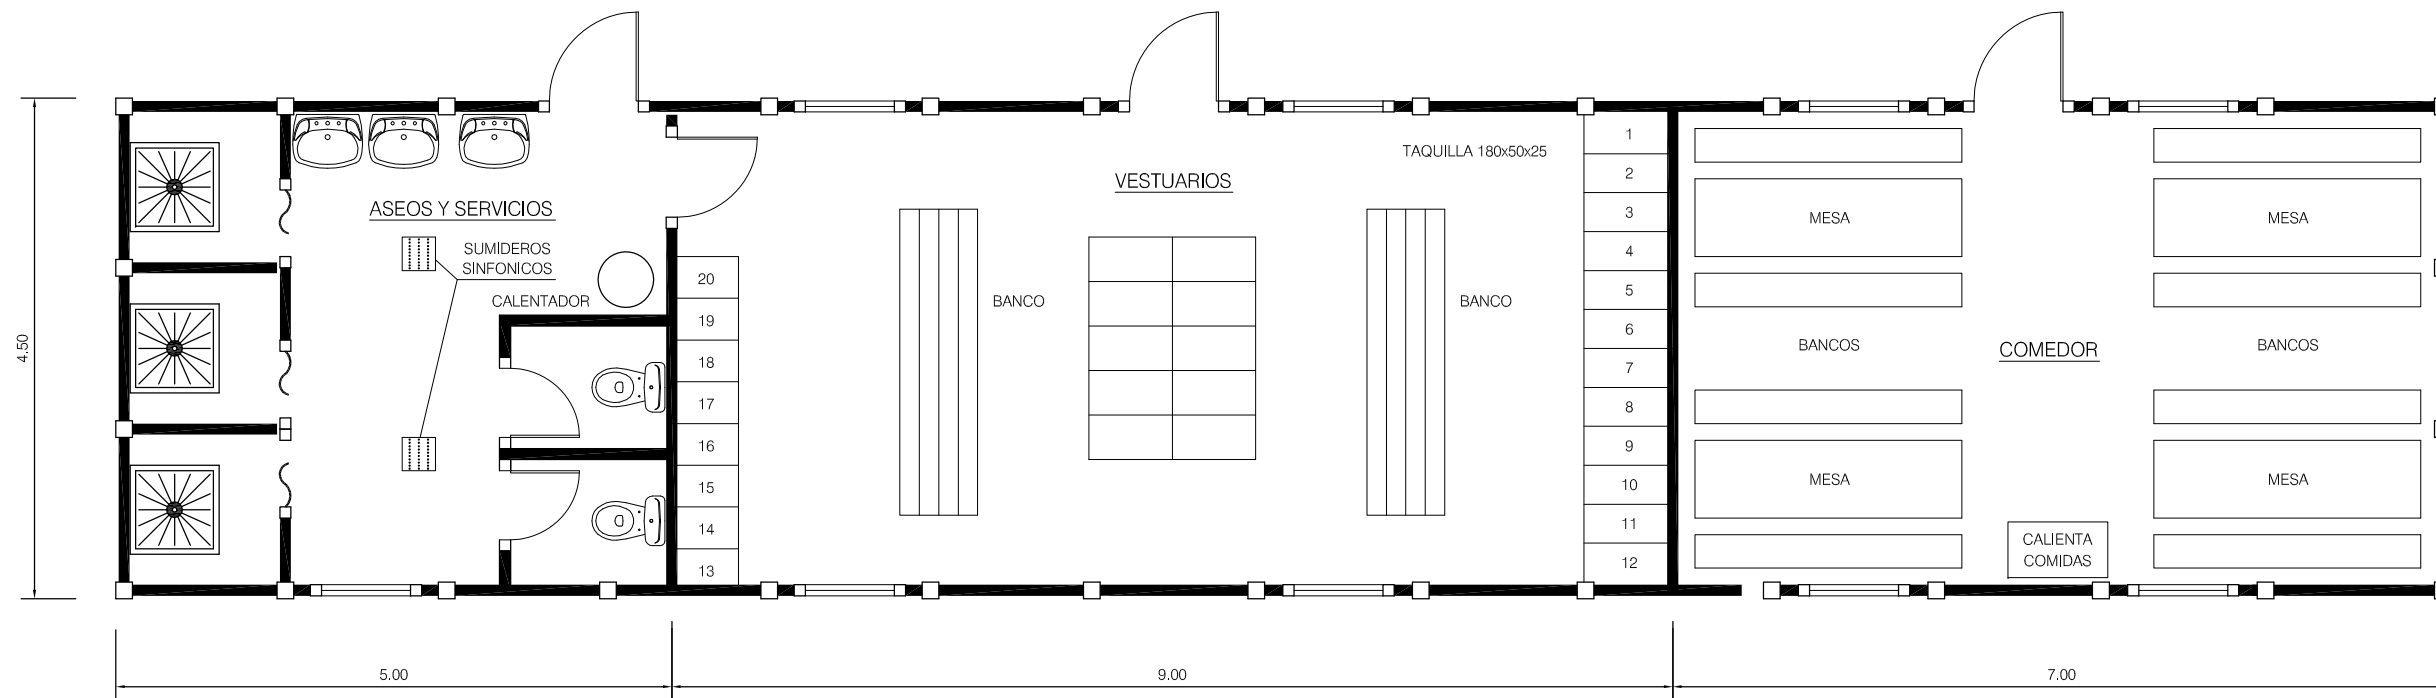 TAQUILLA 180x50x25
VESTUARIOS
ASEOS Y SERVICIOS
SUMIDEROS
SINFONICOS
CALENTADOR
BANCO
BANCO
20
19
18
17
16
15
14
13
1
2
3
4
5
6
7
8
9
10
11
12
MESA
MESA
BANCOS
COMEDOR
BANCOS
MESA
MESA
CALIENTA
COMIDAS
4.50
5.00
9.00
7.00